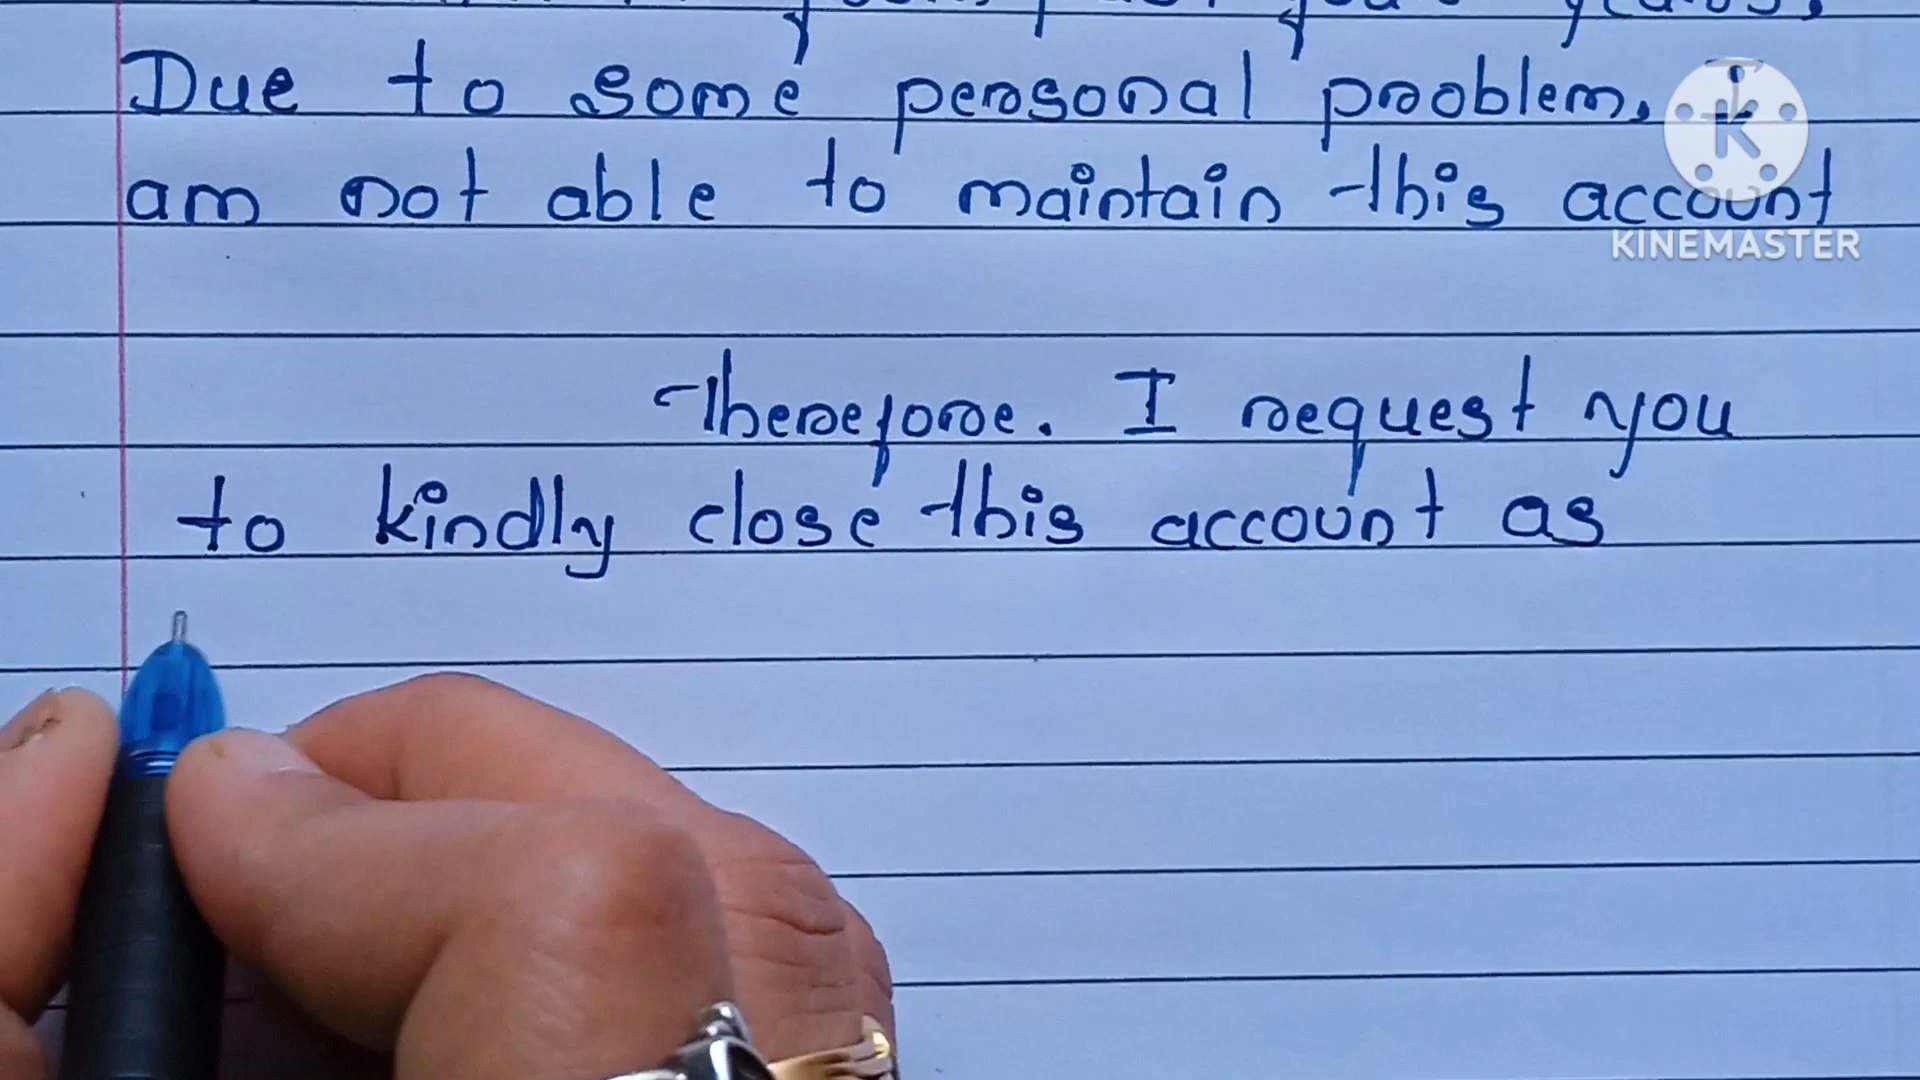 Due to some personal problem, I
am not able to maintain this account
KINEMASTER
Therefore. I request you
to kindly close this account as